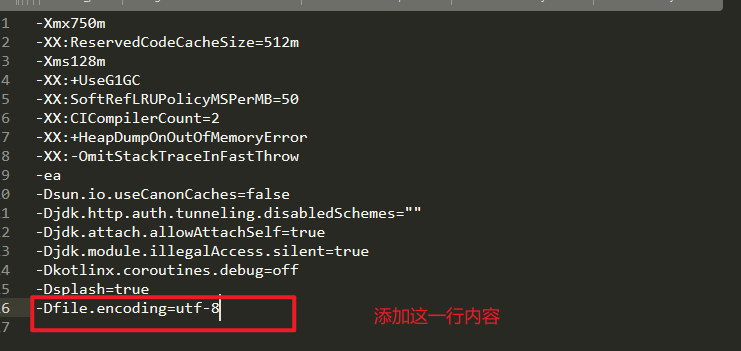 1 -Xmx750m
2 -XX:ReservedCodeCacheSize=512m
3 -Xms128m
4 -XX:+UseG1GC
5 -XX:SoftRefLRUPolicyMSPerMB=50
6 -XX:CICompilerCount=2
7 -XX:+HeapDumpOnOutOfMemoryError
8 -XX:-OmitStackTraceInFastThrow
9 -ea
0 -Dsun.io.useCanonCaches=false
1 -Djdk.http.auth.tunneling.disabledSchemes=""
2 -Djdk.attach.allowAttachSelf=true
3 -Djdk.module.illegalAccess.silent=true
4 -Dkotlinx.coroutines.debug=off
5 -Dsplash=true
6 -Dfile.encoding=utf-8 添加这一行内容
7